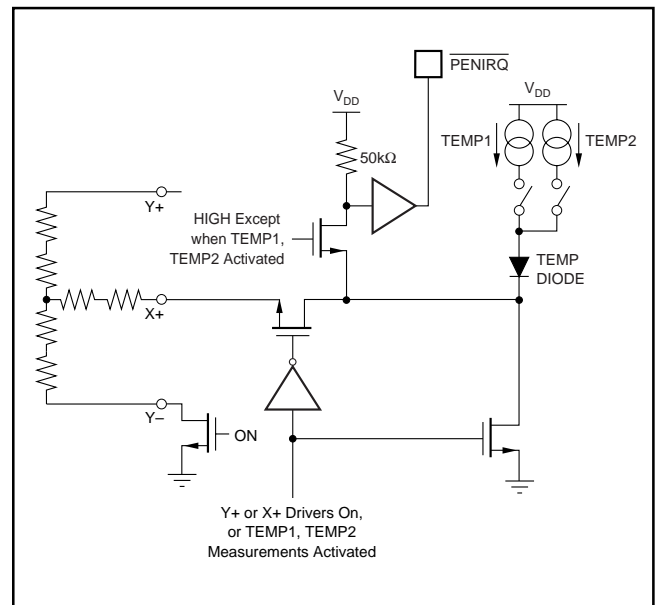 PENIRQ
VDD
VDD
TEMP1
TEMP2
50kΩ
Y+
HIGH Except
when TEMP1,
TEMP2 Activated
TEMP
DIODE
X+
Y−
ON
Y+ or X+ Drivers On,
or TEMP1, TEMP2
Measurements Activated